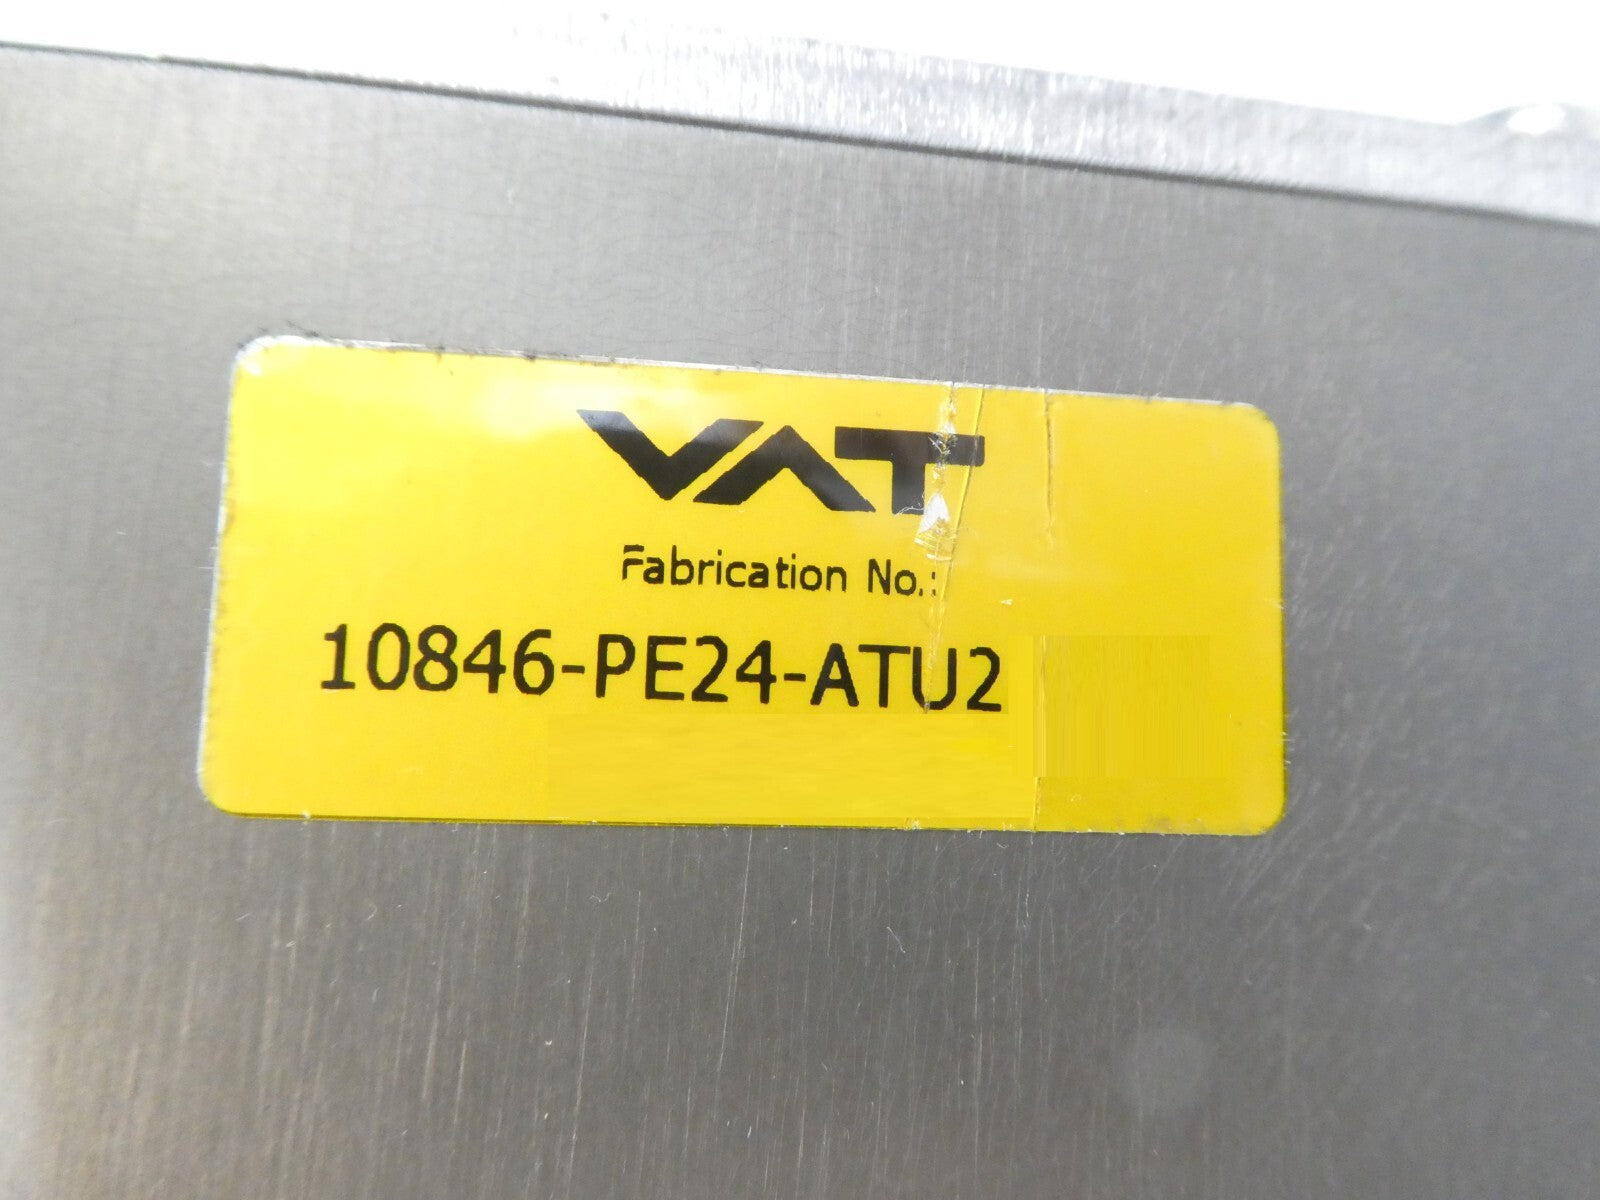 VAT
Fabrication No.:
10846-PE24-ATU2